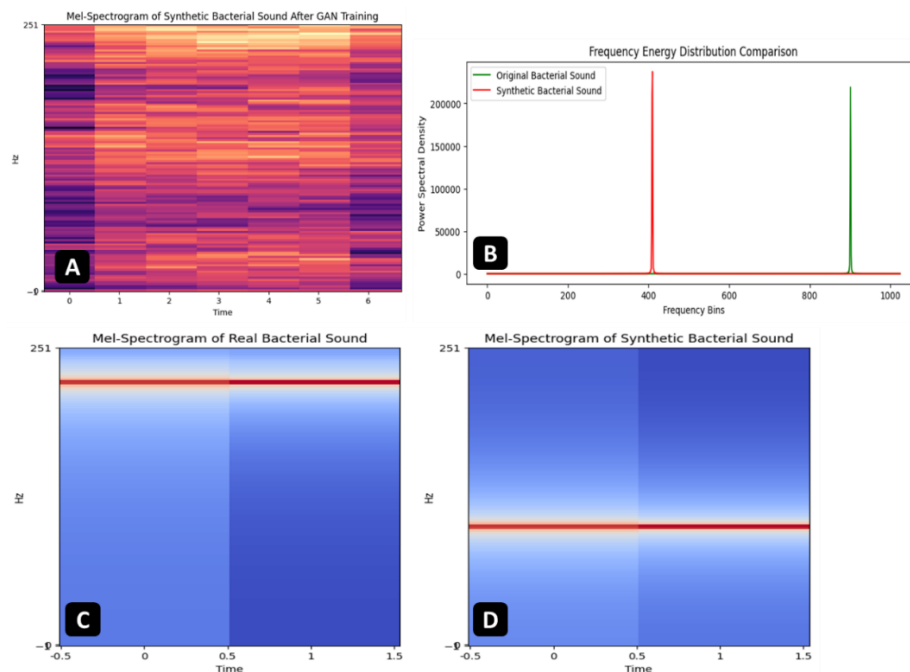 Mel-Spectrogram of Synthetic Bacterial Sound After GAN Training
251
Hz
0
1
2
3
4
5
6
Time
A
Frequency Energy Distribution Comparison
Original Bacterial Sound
Synthetic Bacterial Sound
Power Spectral Density
200000
150000
100000
50000
0
0
200
400
600
800
1000
Frequency Bins
B
Mel-Spectrogram of Real Bacterial Sound
251
Hz
-0.5
0
0.5
1
1.5
Time
C
Mel-Spectrogram of Synthetic Bacterial Sound
251
Hz
-0.5
0
0.5
1
1.5
Time
D